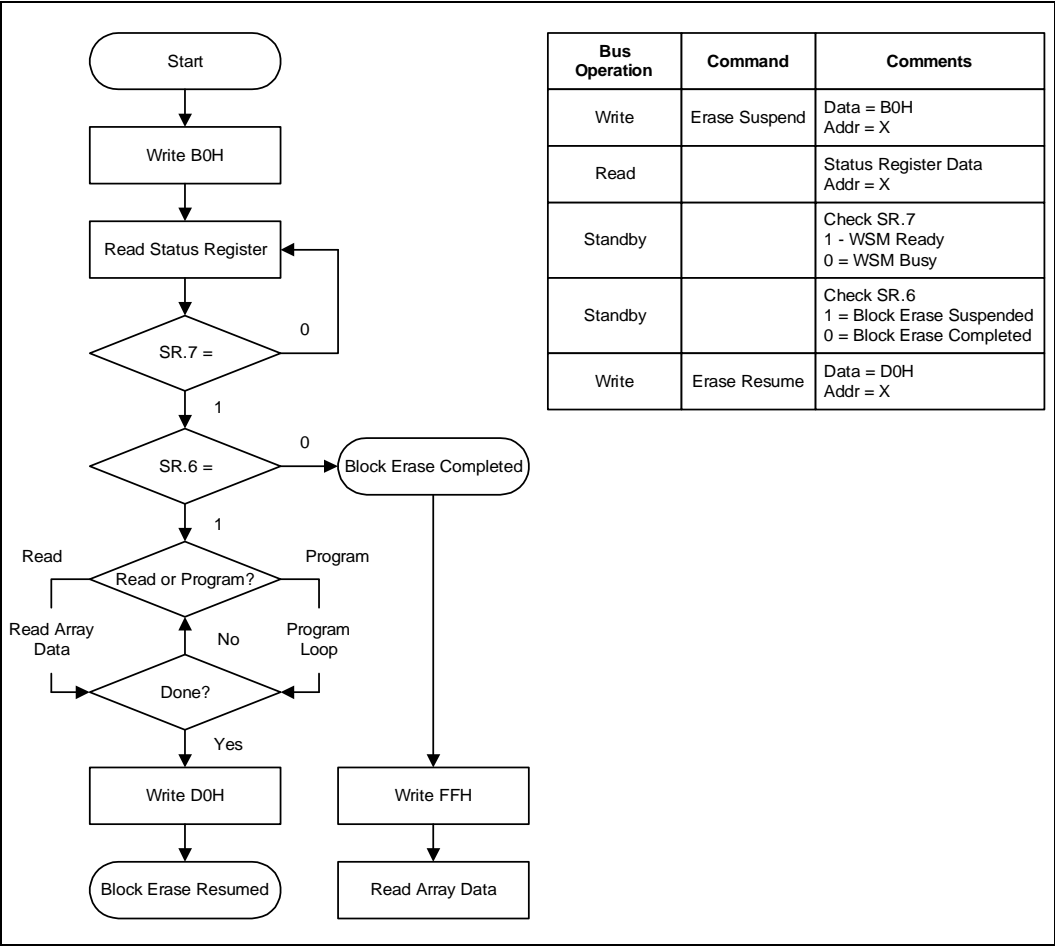 Start
Write B0H
Read Status Register
0
SR.7 =
1
0
SR.6 =
Block Erase Completed
1
Read
Program
Read or Program?
Read Array
Data
No
Program
Loop
Done?
Yes
Write D0H
Write FFH
Block Erase Resumed
Read Array Data
Bus
Operation
Command
Comments
Write
Erase Suspend
Data = B0H
Addr = X
Read
Status Register Data
Addr = X
Standby
Check SR.7
1 - WSM Ready
0 = WSM Busy
Standby
Check SR.6
1 = Block Erase Suspended
0 = Block Erase Completed
Write
Erase Resume
Data = D0H
Addr = X